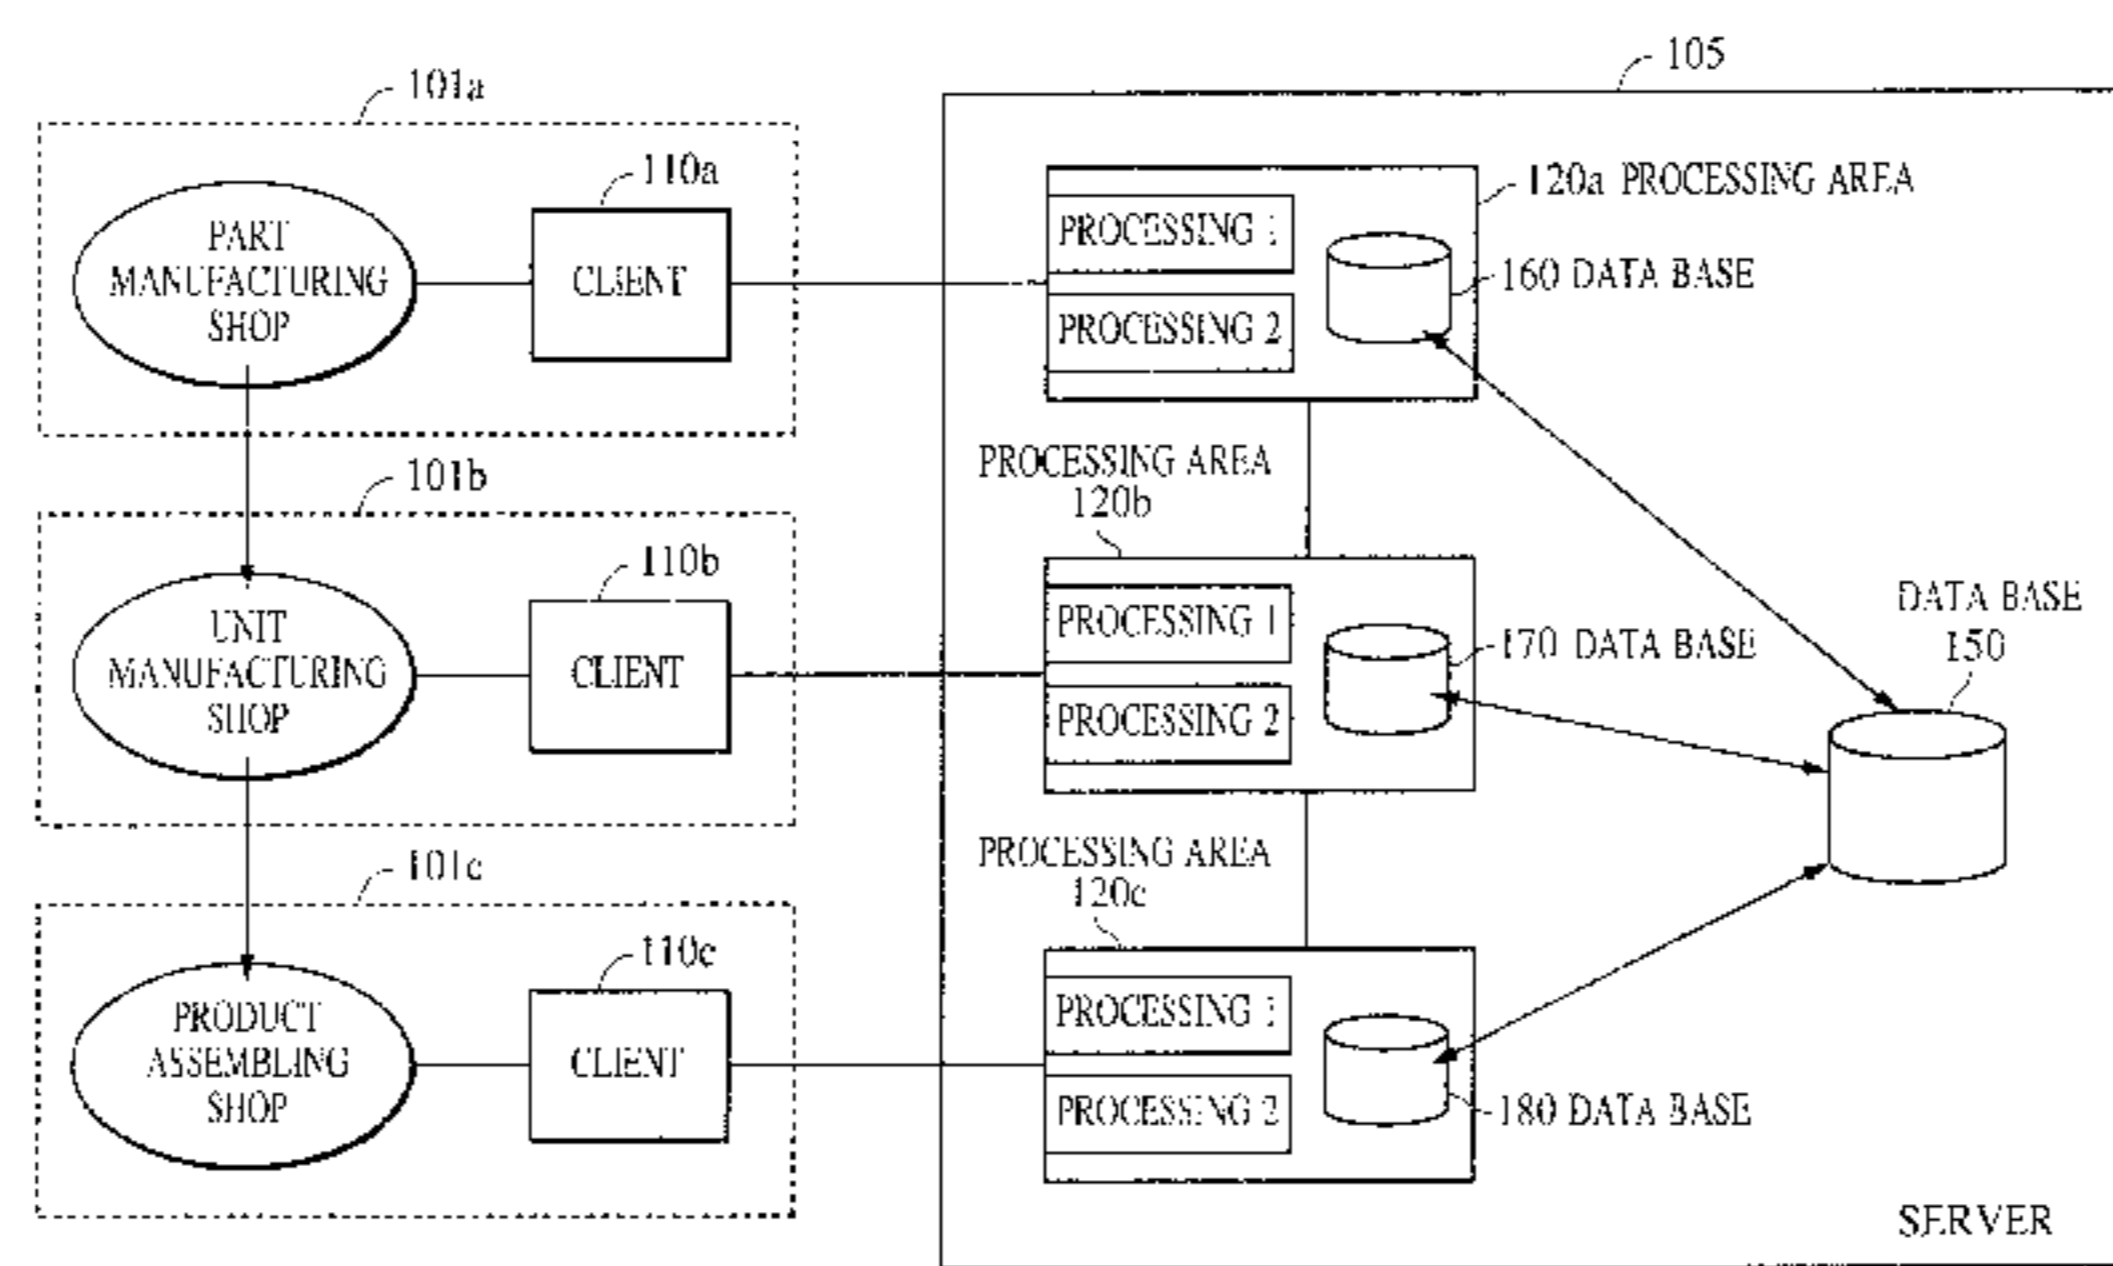 105
101a
110a
PART
MANUFACTURING
SHOP
CLIENT
PROCESSING 1
PROCESSING 2
120a PROCESSING AREA
160 DATA BASE
101b
PROCESSING AREA
120b
110b
UNIT
MANUFACTURING
SHOP
CLIENT
PROCESSING 1
PROCESSING 2
170 DATA BASE
DATA BASE
150
101c
PROCESSING AREA
120c
110c
PRODUCT
ASSEMBLING
SHOP
CLIENT
PROCESSING 1
PROCESSING 2
180 DATA BASE
SERVER